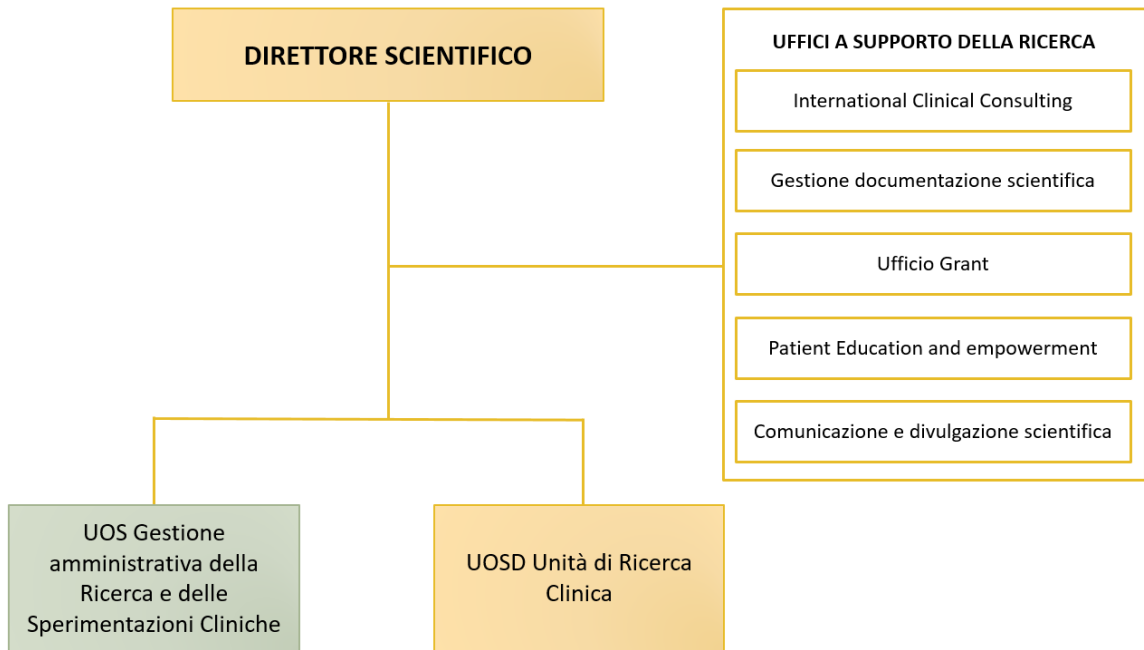 DIRETTORE SCIENTIFICO
UFFICI A SUPPORTO DELLA RICERCA
International Clinical Consulting
Gestione documentazione scientifica
Ufficio Grant
Patient Education and empowerment
Comunicazione e divulgazione scientifica
UOS Gestione
amministrativa della
Ricerca e delle
Sperimentazioni Cliniche
UOSD Unità di Ricerca
Clinica